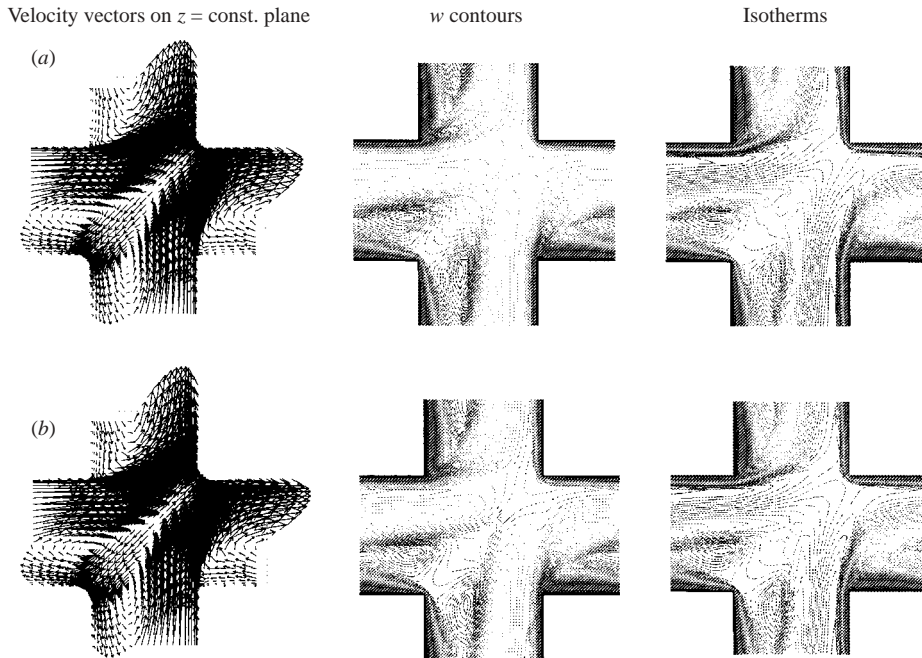 Velocity vectors on z = const. plane
w contours
Isotherms
(a)
(b)